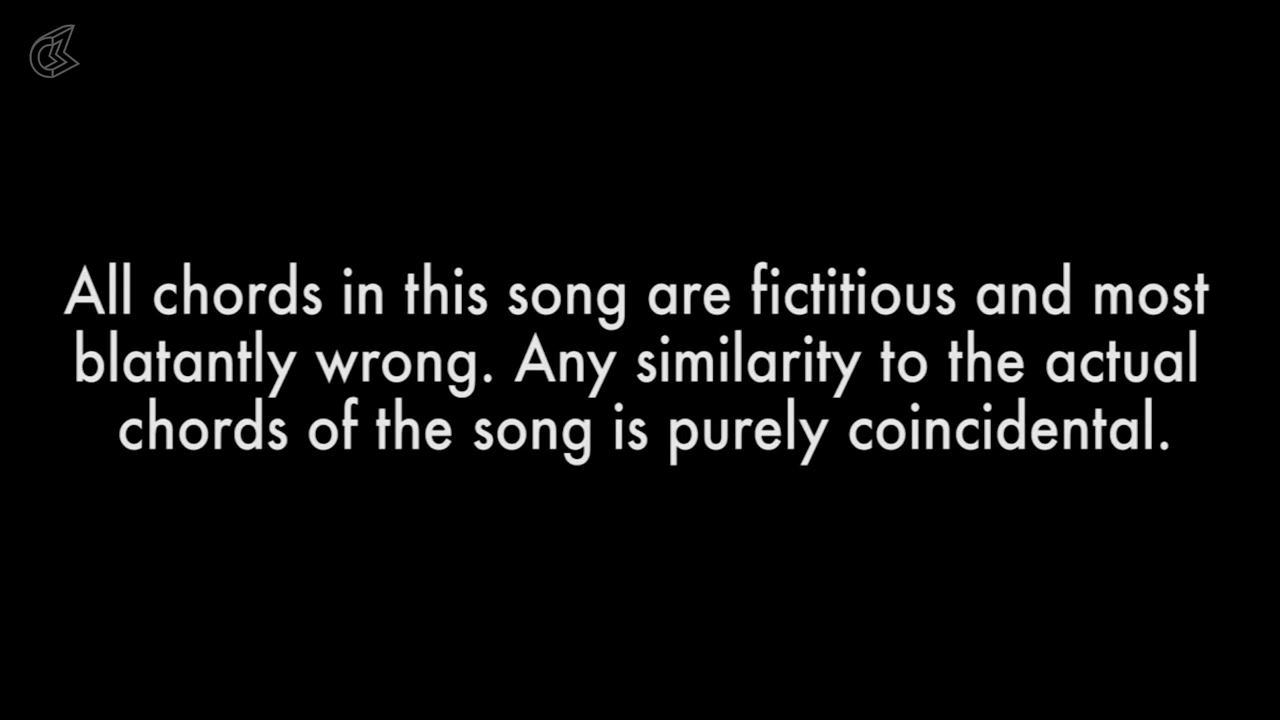 All chords in this song are fictitious and most
blatantly wrong. Any similarity to the actual
chords of the song is purely coincidental.